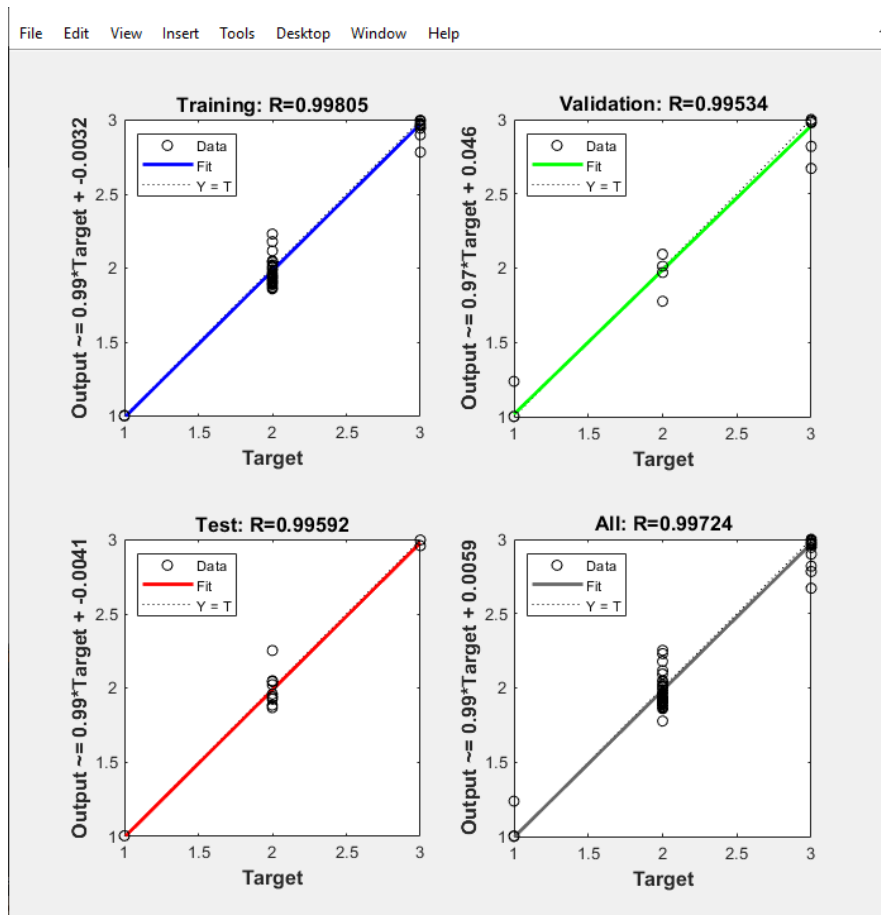 File Edit View Insert Tools Desktop Window Help
Training: R=0.99805
Output ~= 0.99*Target + -0.0032
3
2.5
2
1.5
1
Data
Fit
Y = T
1 1.5 2 2.5 3
Target
Validation: R=0.99534
Output ~= 0.97*Target + 0.046
3
2.5
2
1.5
1
Data
Fit
Y = T
1 1.5 2 2.5 3
Target
Test: R=0.99592
Output ~= 0.99*Target + -0.0041
3
2.5
2
1.5
1
Data
Fit
Y = T
1 1.5 2 2.5 3
Target
All: R=0.99724
Output ~= 0.99*Target + 0.0059
3
2.5
2
1.5
1
Data
Fit
Y = T
1 1.5 2 2.5 3
Target